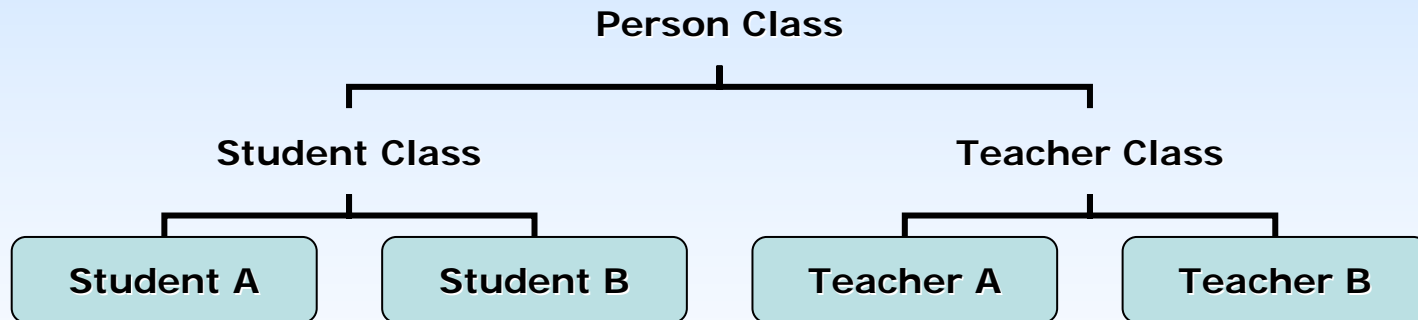 Person Class
Student Class
Teacher Class
Student A
Student B
Teacher A
Teacher B